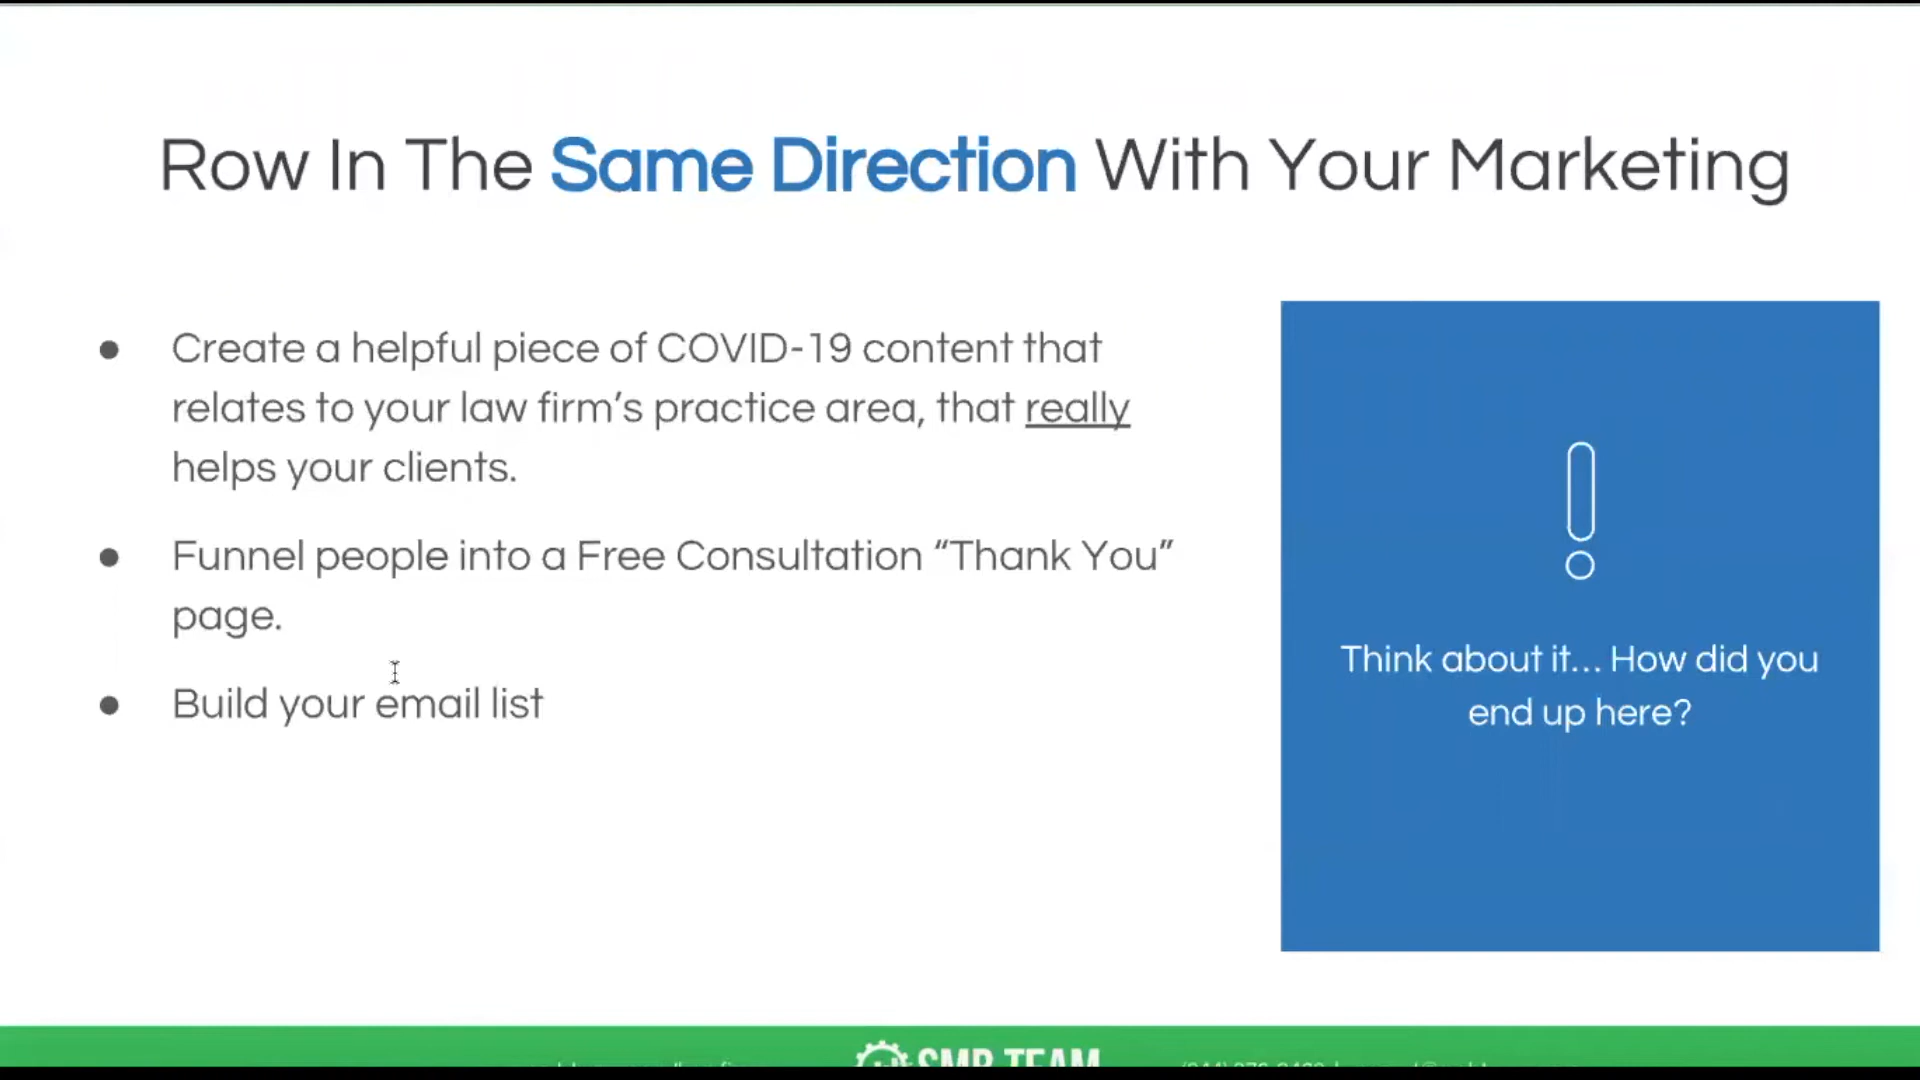 Row In The Same Direction With Your Marketing
● Create a helpful piece of COVID-19 content that
relates to your law firm’s practice area, that really
helps your clients.
● Funnel people into a Free Consultation “Thank You”
page.
● Build your email list
Think about it... How did you
end up here?
SMB TEAM